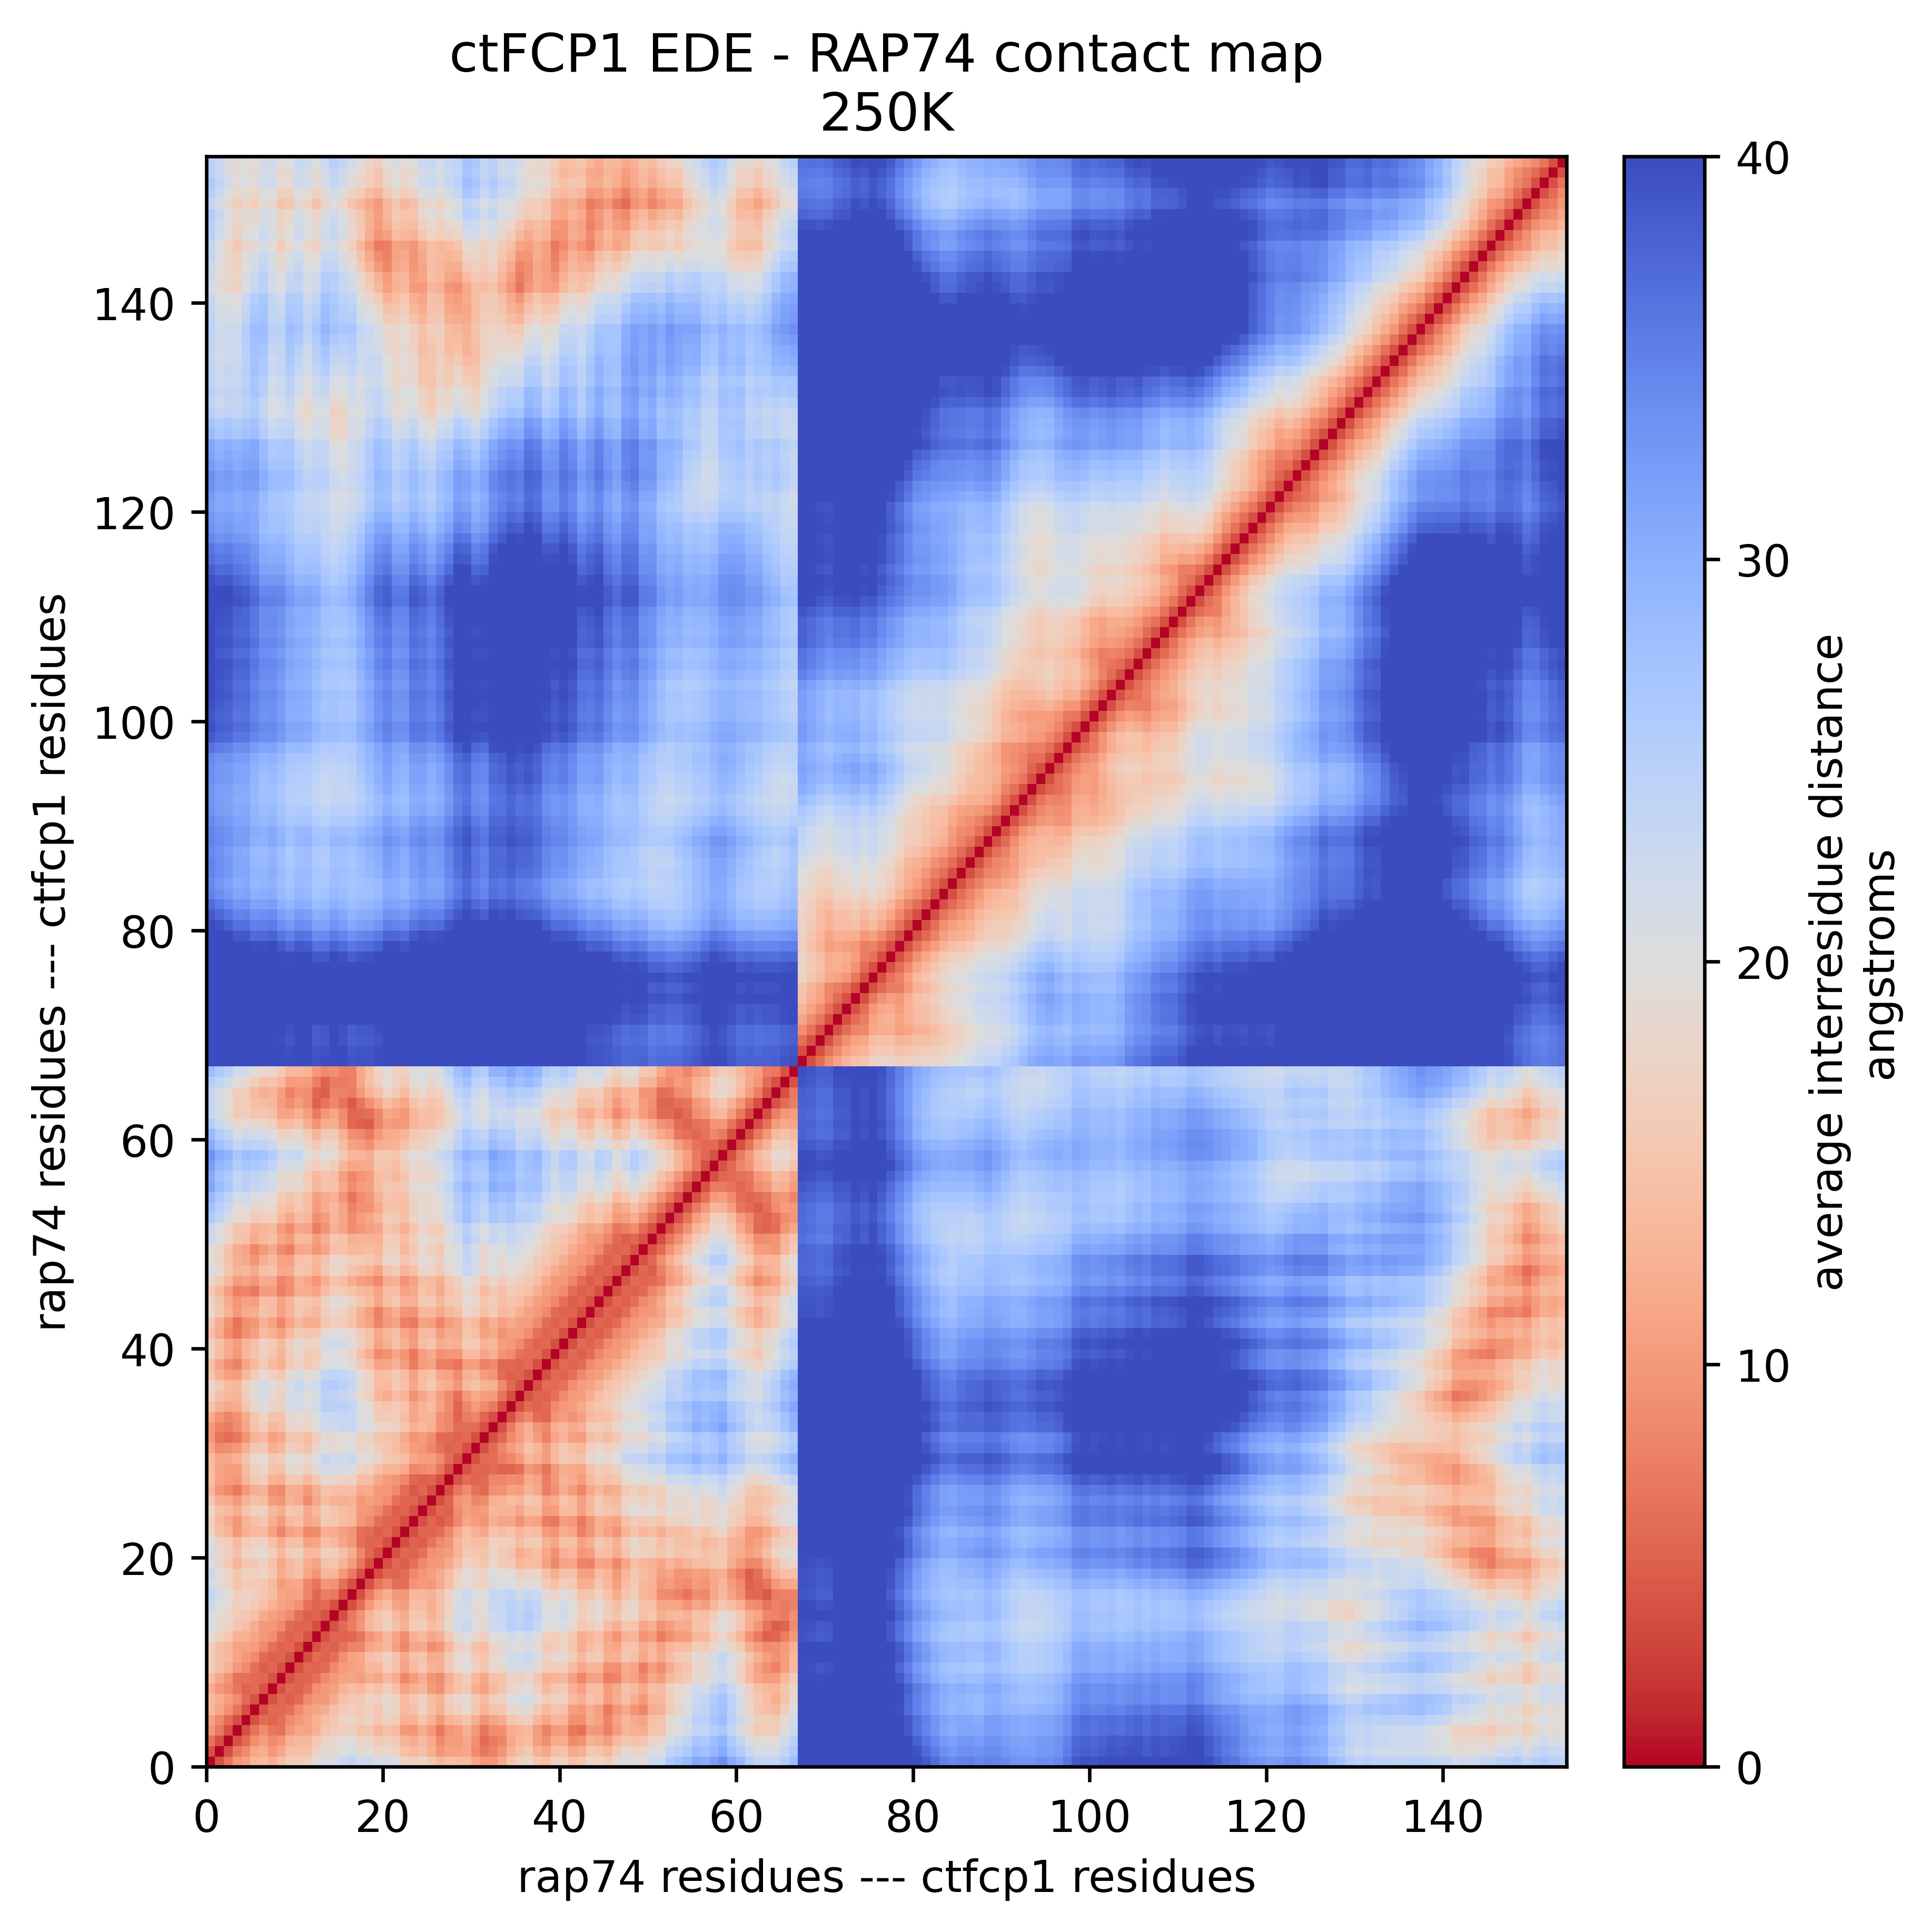 ctFCP1 EDE - RAP74 contact map
250K
rap74 residues --- ctfcp1 residues
140
120
100
80
60
40
20
0
0 20 40 60 80 100 120 140
rap74 residues --- ctfcp1 residues
40
30
20
10
0
average interresidue distance
angstroms